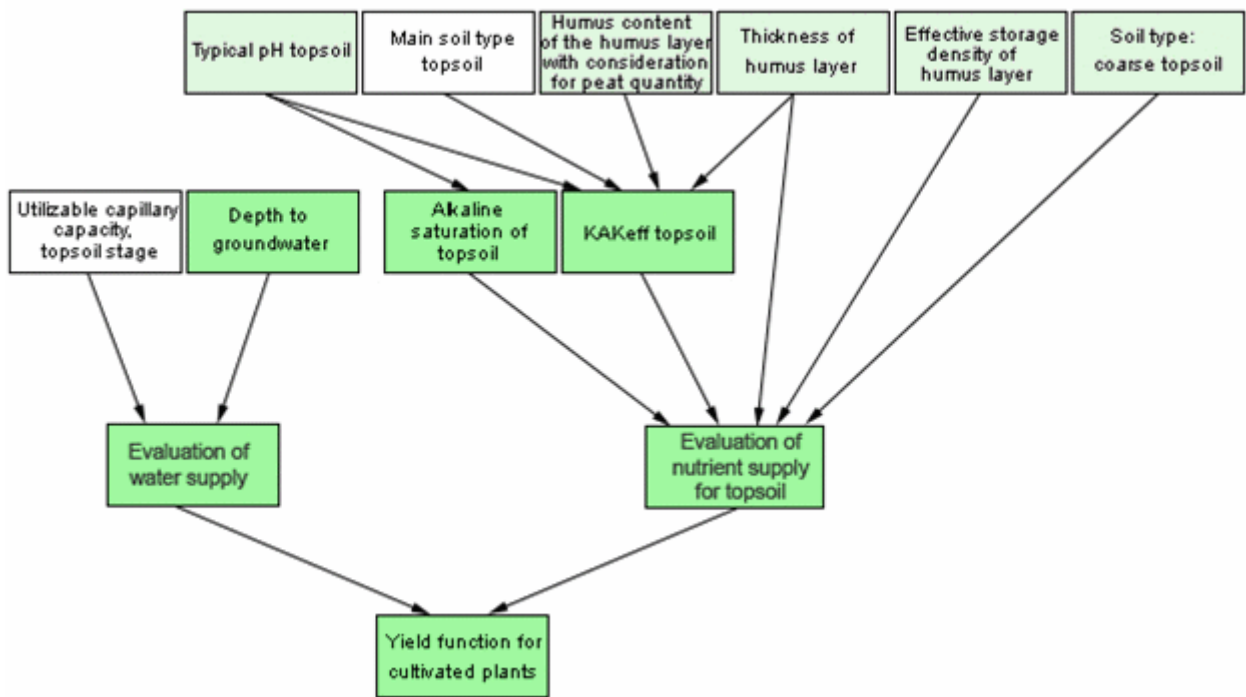 Typical pH topsoil
Main soil type
topsoil
Humus content
of the humus layer
with consideration
for peat quantity
Thickness of
humus layer
Effective storage
density of
humus layer
Soil type:
coarse topsoil
Utilizable capillary
capacity,
topsoil stage
Depth to
groundwater
Alkaline
saturation of
topsoil
KAKeff topsoil
Evaluation of
water supply
Evaluation of
nutrient supply
for topsoil
Yield function for
cultivated plants